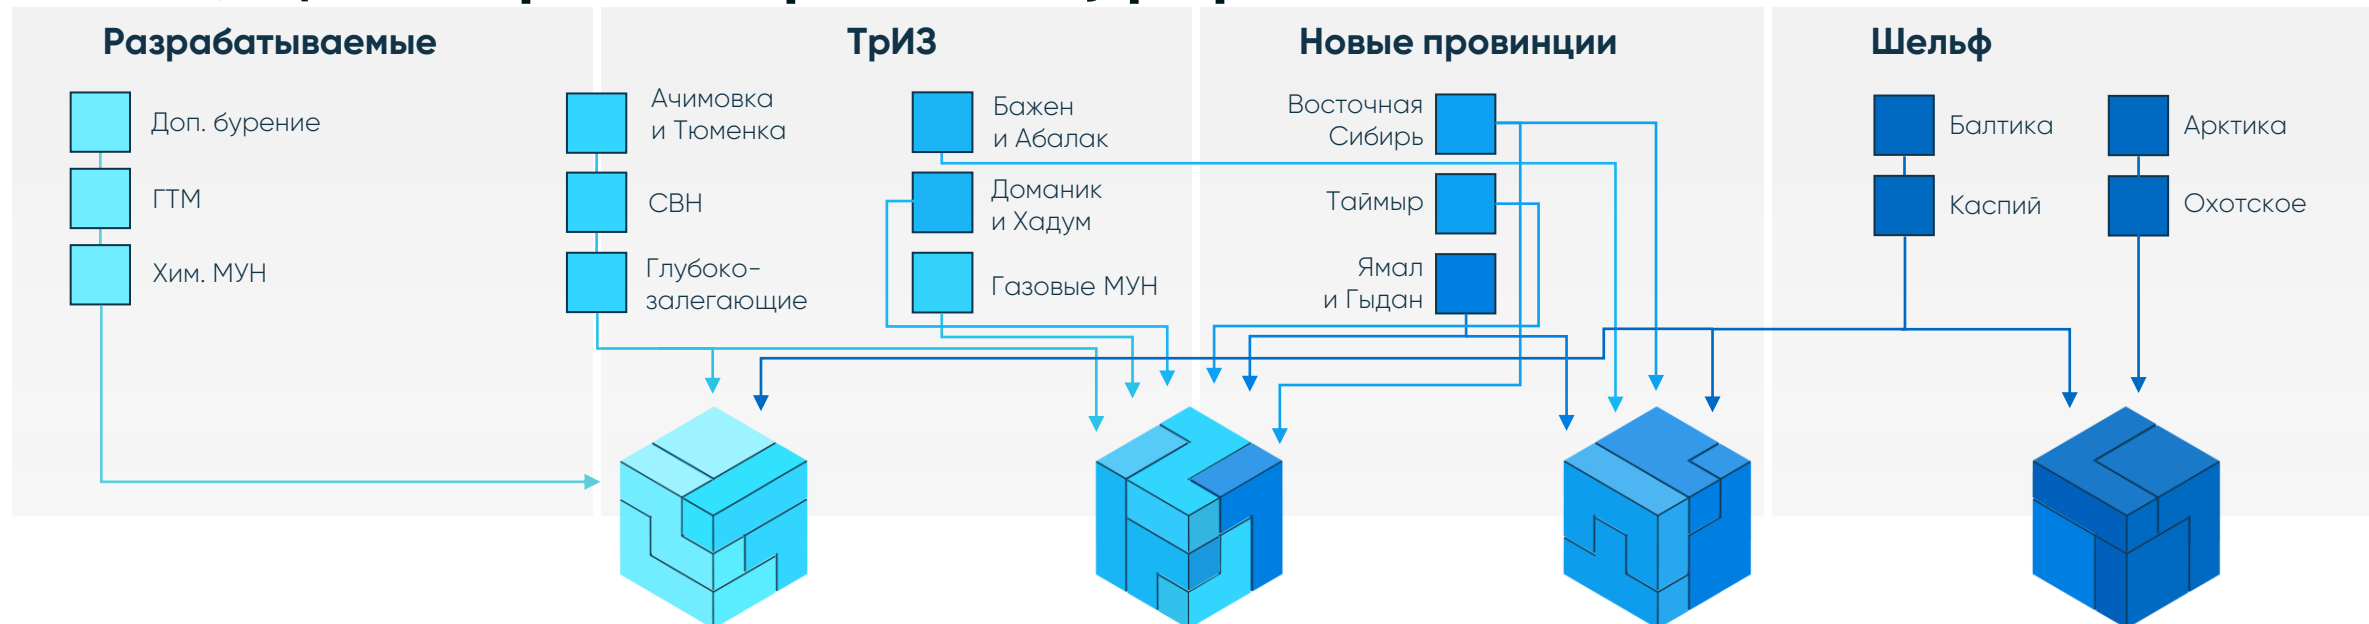 Разрабатываемые
Доп. бурение
ГТМ
Хим. МУН
ТрИЗ
Ачимовка
и Тюменка
СВН
Глубоко-
залегающие
Бажен
и Абалак
Доманик
и Хадум
Газовые МУН
Новые провинции
Восточная
Сибирь
Таймыр
Ямал
и Гыдан
Шельф
Балтика
Каспий
Арктика
Охотское